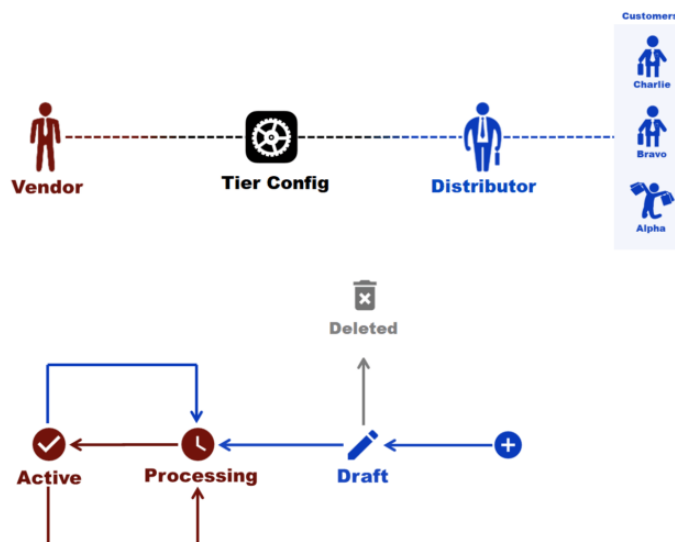 Customers
Charlie
Bravo
Alpha
Vendor
Tier Config
Distributor
Deleted
Active
Processing
Draft